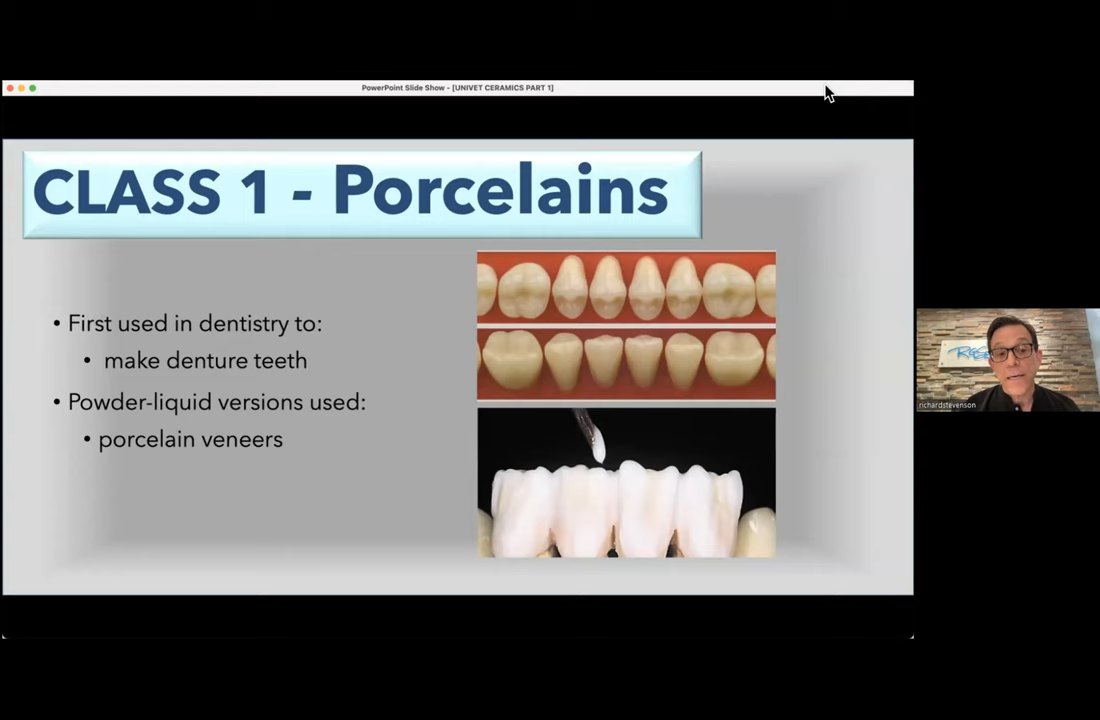 PowerPoint Slide Show - [UNIVET CERAMICS PART 1]
CLASS 1 - Porcelains
• First used in dentistry to:
• make denture teeth
• Powder-liquid versions used:
• porcelain veneers
richardstevenson